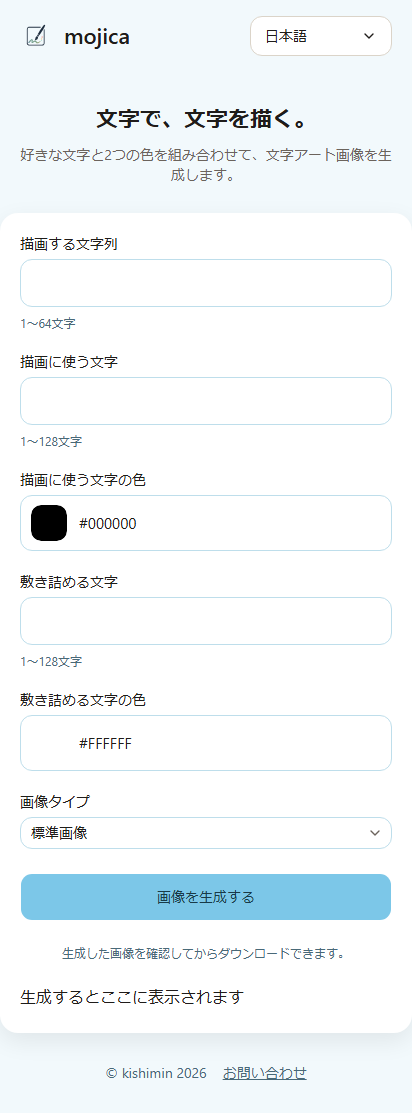 mojica
日本語
文字で、文字を描く。
好きな文字と2つの色を組み合わせて、文字アート画像を生
成します。
描画する文字列
1〜64文字
描画に使う文字
1〜128文字
描画に使う文字の色
#000000
敷き詰める文字
1〜128文字
敷き詰める文字の色
#FFFFFF
画像タイプ
標準画像
画像を生成する
生成した画像を確認してからダウンロードできます。
生成するとここに表示されます
© kishimin 2026 お問い合わせ